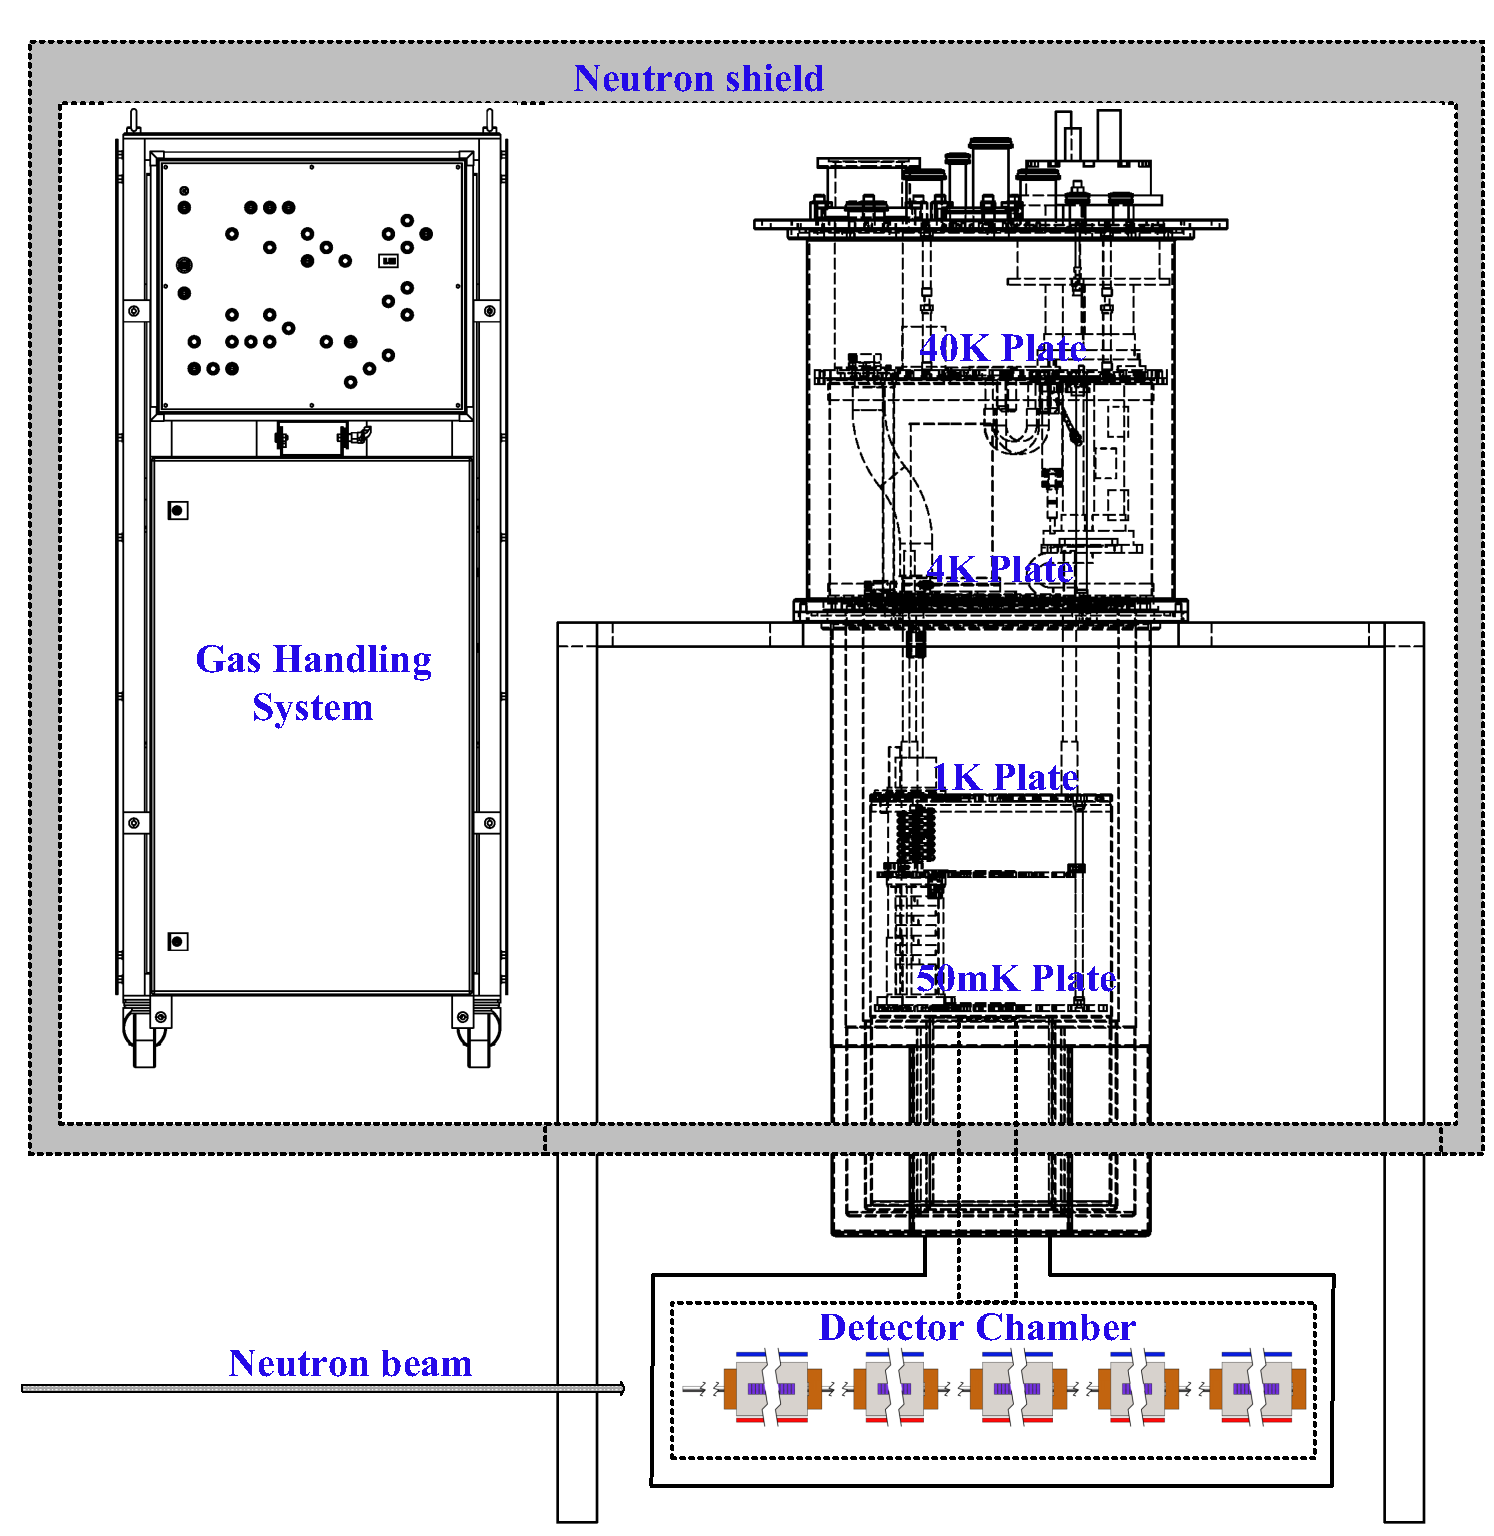 Neutron shield
40K Plate
4K Plate
Gas Handling
System
1K Plate
50mK Plate
Detector Chamber
Neutron beam